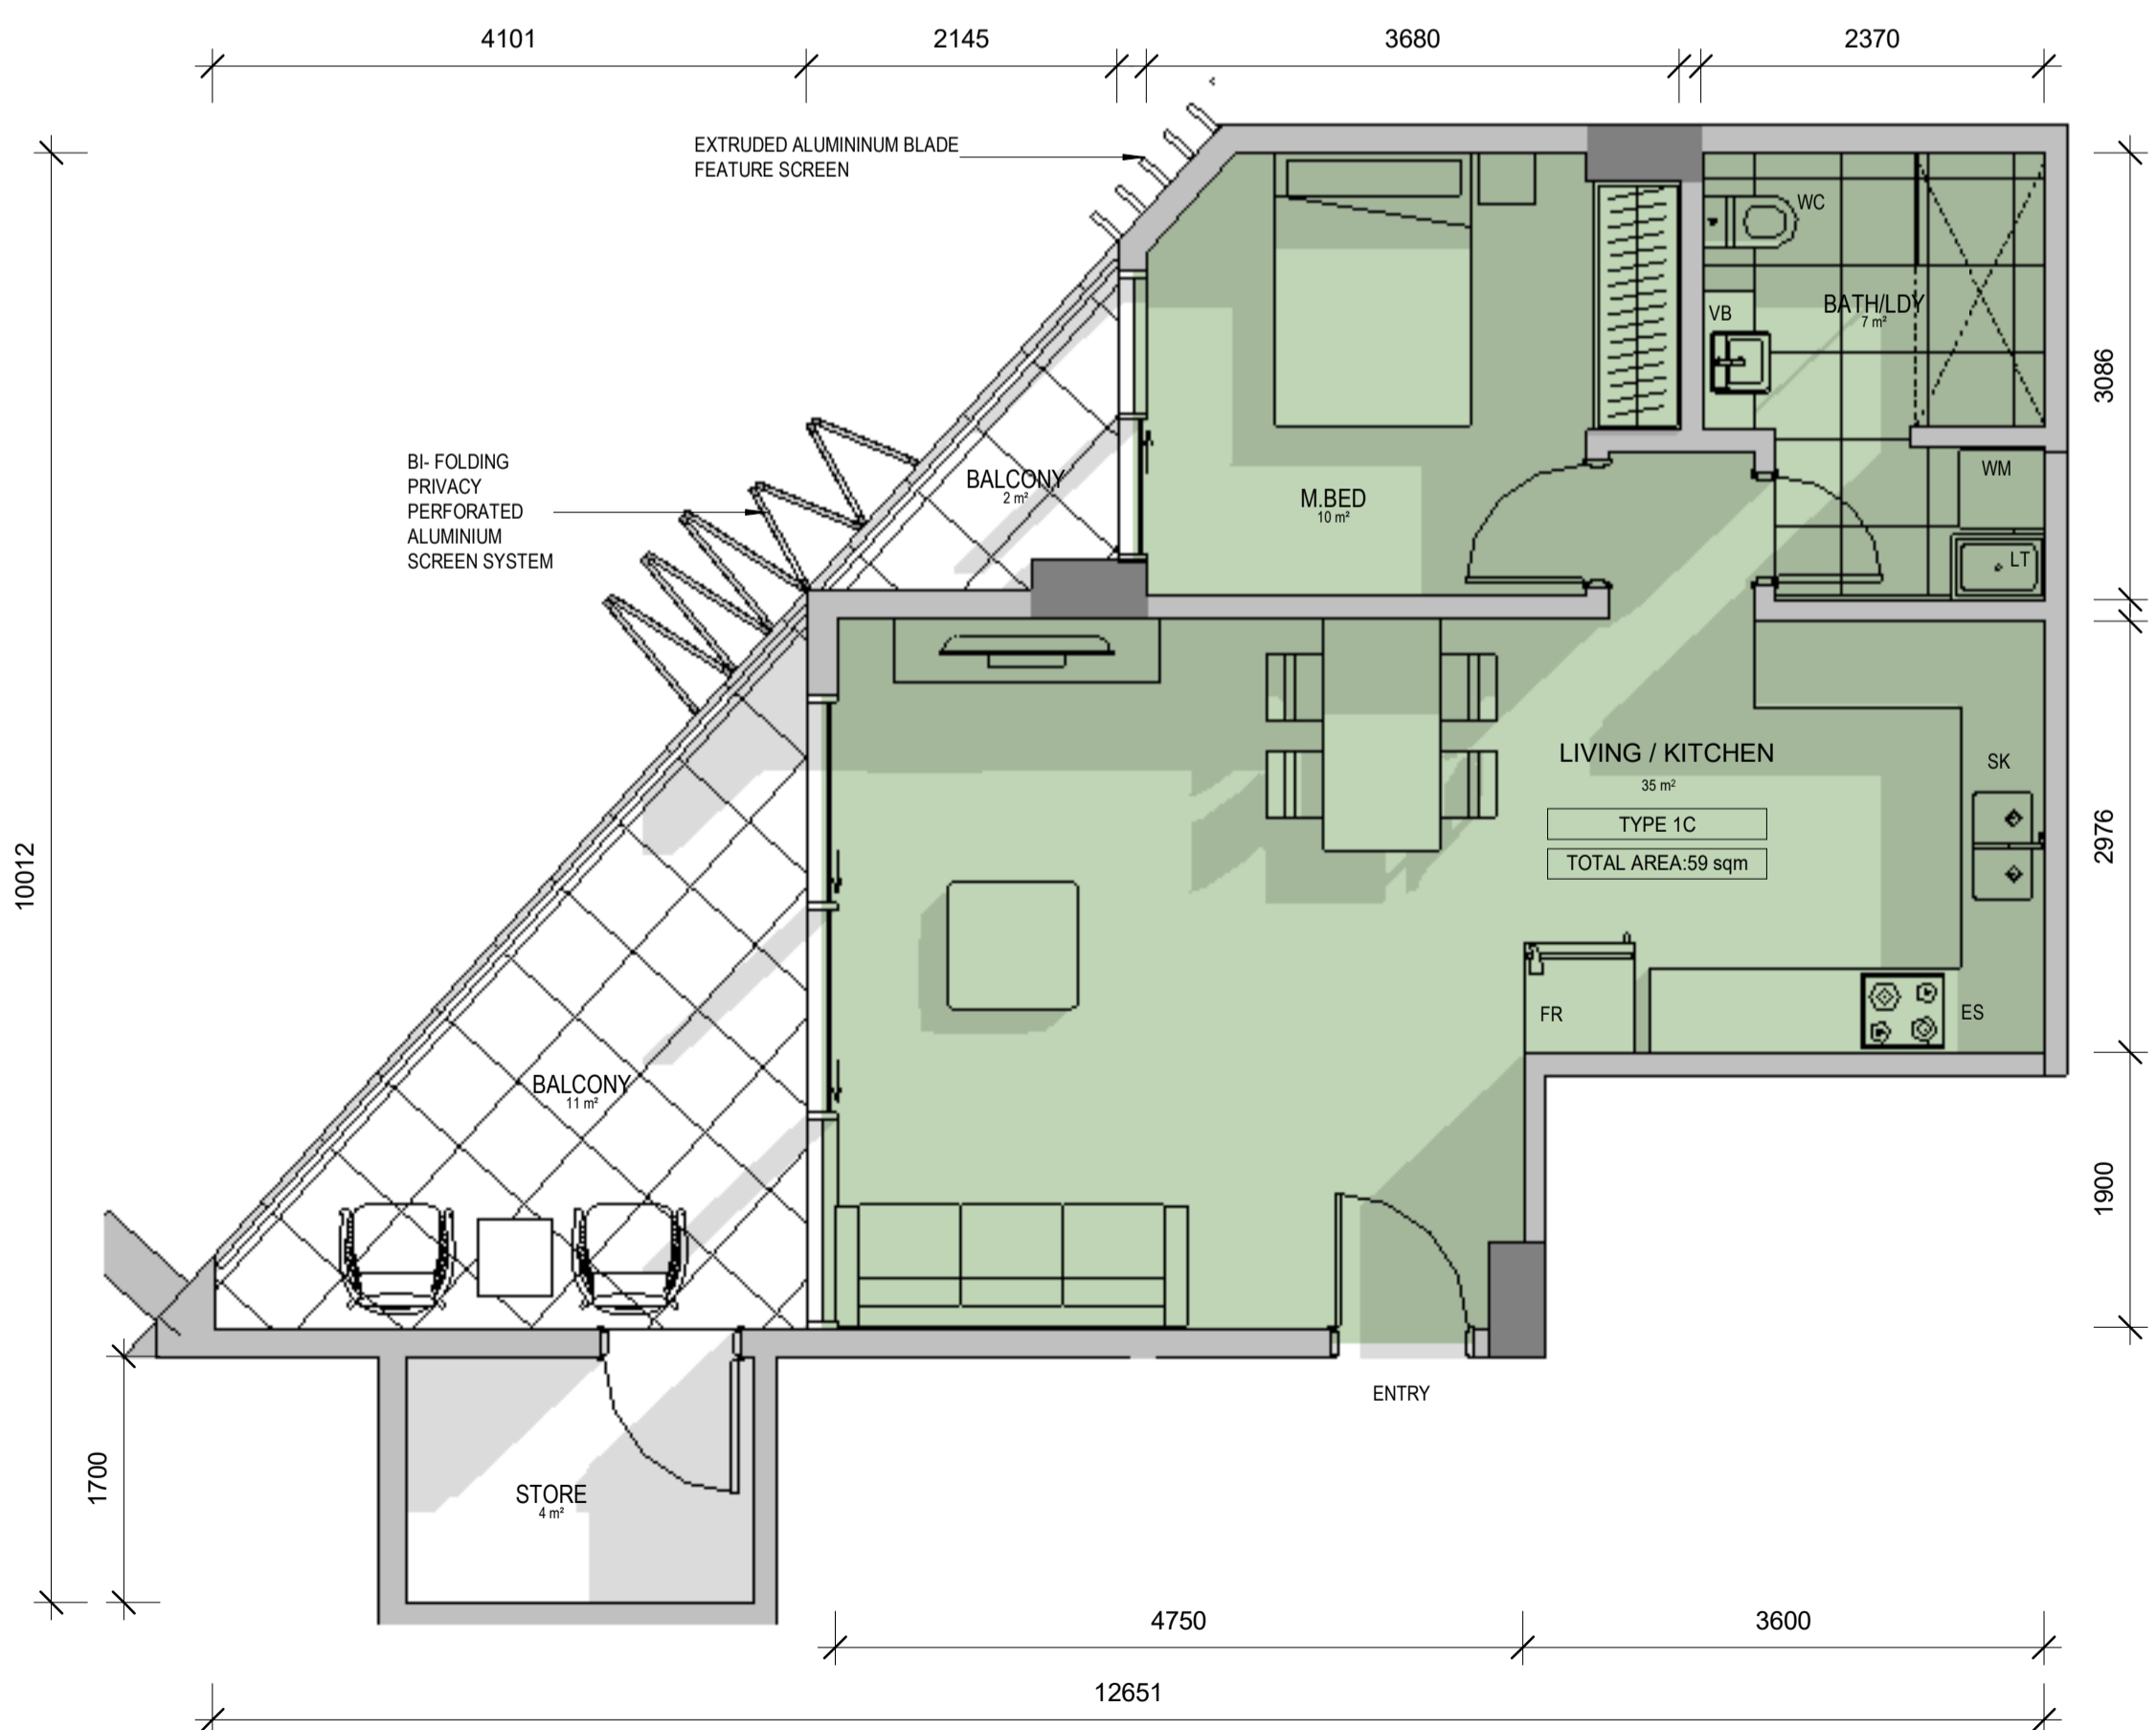 4101
2145
3680
2370
EXTRUDED ALUMININUM BLADE
FEATURE SCREEN
WC
VB
BATH/LDY
7 m²
3086
BI- FOLDING
PRIVACY
PERFORATED
ALUMINIUM
SCREEN SYSTEM
BALCONY
2 m²
M.BED
10 m²
WM
LT
LIVING / KITCHEN
35 m²
TYPE 1C
TOTAL AREA:59 sqm
SK
2976
10012
FR
ES
BALCONY
11 m²
1900
ENTRY
1700
STORE
4 m²
4750
3600
12651